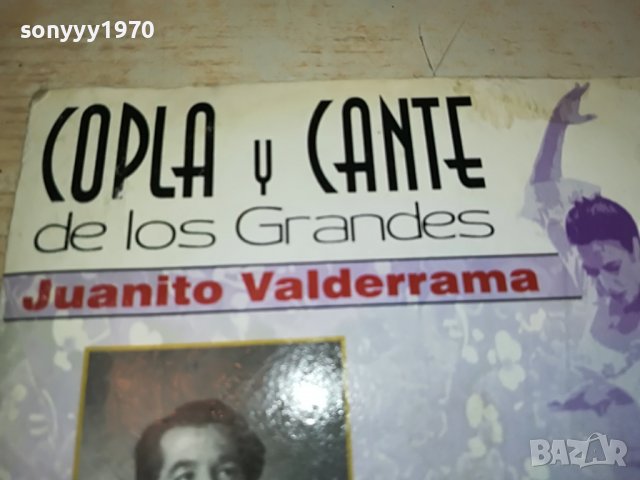 sonyyy1970
COPLA y CANTE
de los Grandes
Juanito Valderrama
BAZAR